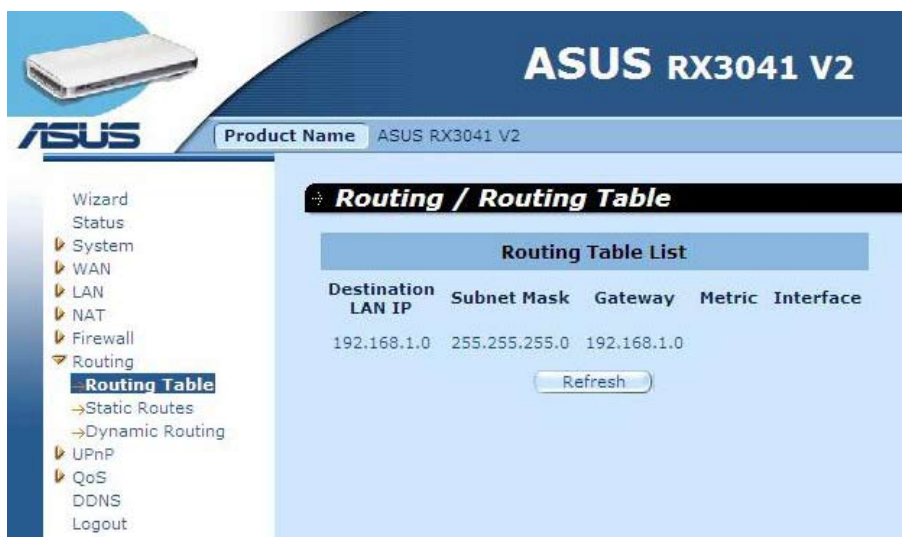 ASUS RX3041 V2
ASUS
Product Name ASUS RX3041 V2
Wizard
Status
System
WAN
LAN
NAT
Firewall
Routing
Routing Table
Static Routes
Dynamic Routing
UPnP
QoS
DDNS
Logout
Routing / Routing Table
Routing Table List
Destination LAN IP Subnet Mask Gateway Metric Interface
192.168.1.0 255.255.255.0 192.168.1.0
Refresh